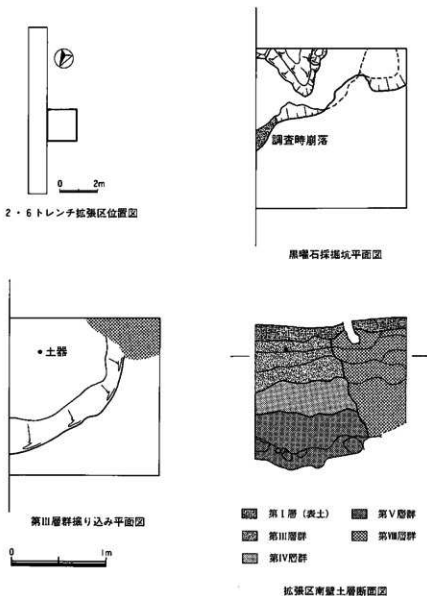 0 2m
2・6トレンチ拡張区位置図
調査時崩落
黒曜石採掘坑平面図
•土器
第III層群掘り込み平面図
0 1m
第I層(表土)
第III層群
第IV層群
第V層群
第VIII層群
拡張区南壁土層断面図